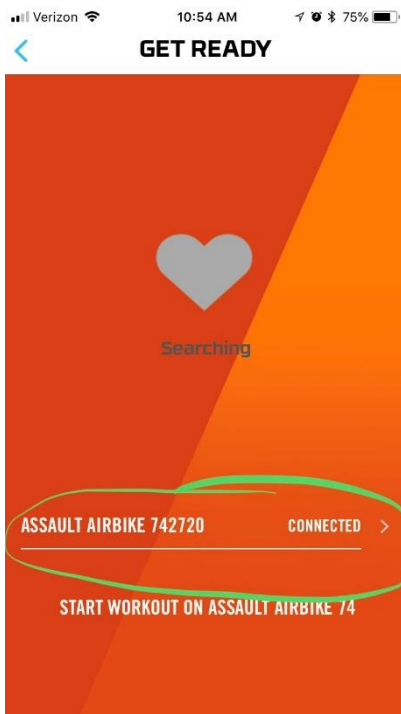 Verizon 10:54 AM 75%
GET READY
Searching
ASSAULT AIRBIKE 742720 CONNECTED >
START WORKOUT ON ASSAULT AIRBIKE 74